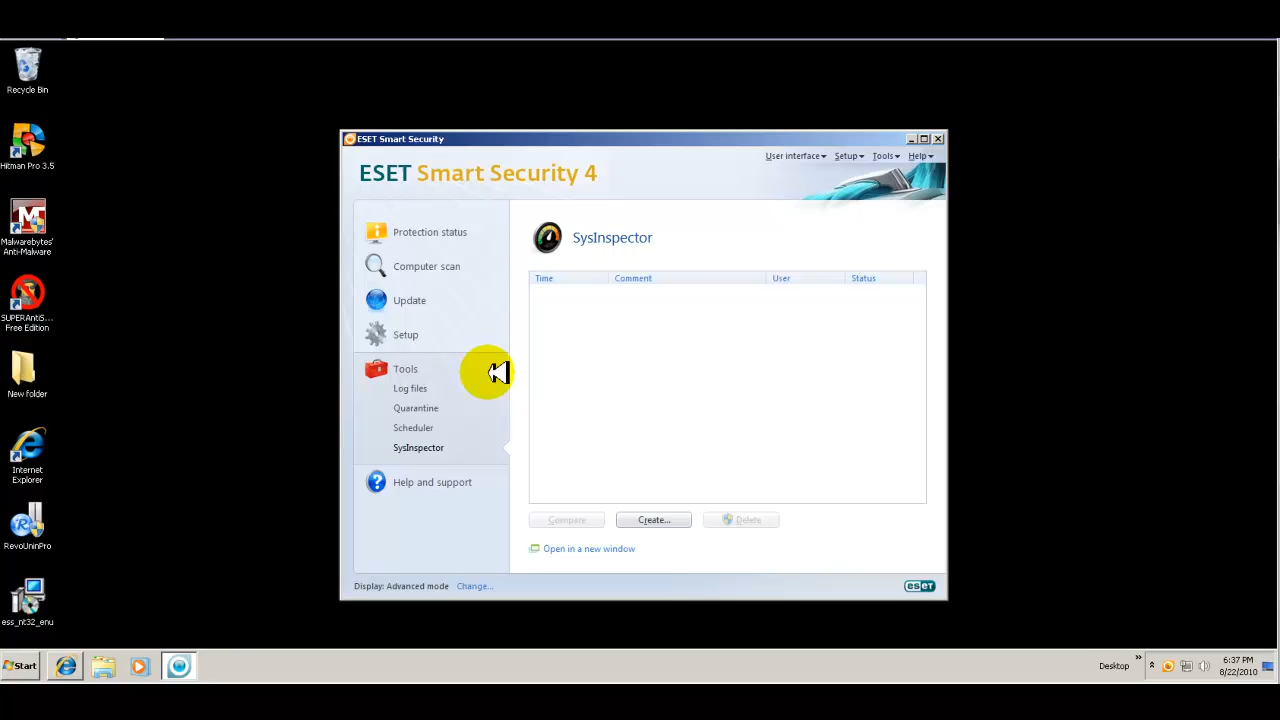 Recycle Bin
Hitman Pro 3.5
Malwarebytes'
Anti-Malware
SUPERAntiS...
Free Edition
New folder
Internet
Explorer
RevoUninPro
ess_nt32_enu
ESET Smart Security
User interface Setup Tools Help
ESET Smart Security 4
Protection status
Computer scan
Update
Setup
Tools
Log files
Quarantine
Scheduler
SysInspector
Help and support
SysInspector
Time Comment User Status
Compare Create... Delete
Open in a new window
Display: Advanced mode Change...
eset
Start
Desktop
6:37 PM
8/22/2010